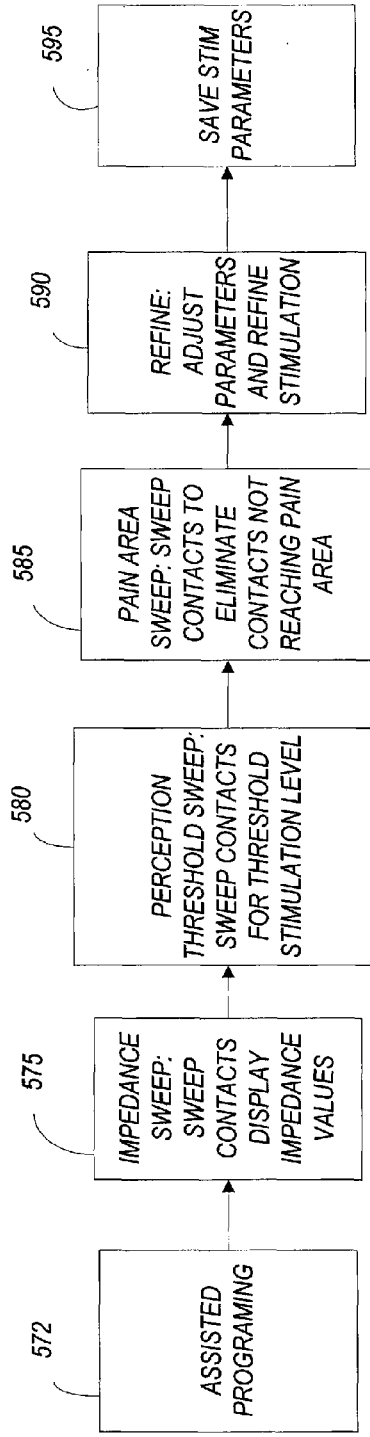 572
ASSISTED
PROGRAMING
575
IMPEDANCE
SWEEP:
SWEEP
CONTACTS
DISPLAY
IMPEDANCE
VALUES
580
PERCEPTION
THRESHOLD SWEEP:
SWEEP CONTACTS
FOR THRESHOLD
STIMULATION LEVEL
585
PAIN AREA
SWEEP: SWEEP
CONTACTS TO
ELIMINATE
CONTACTS NOT
REACHING PAIN
AREA
590
REFINE:
ADJUST
PARAMETERS
AND REFINE
STIMULATION
595
SAVE STIM
PARAMETERS